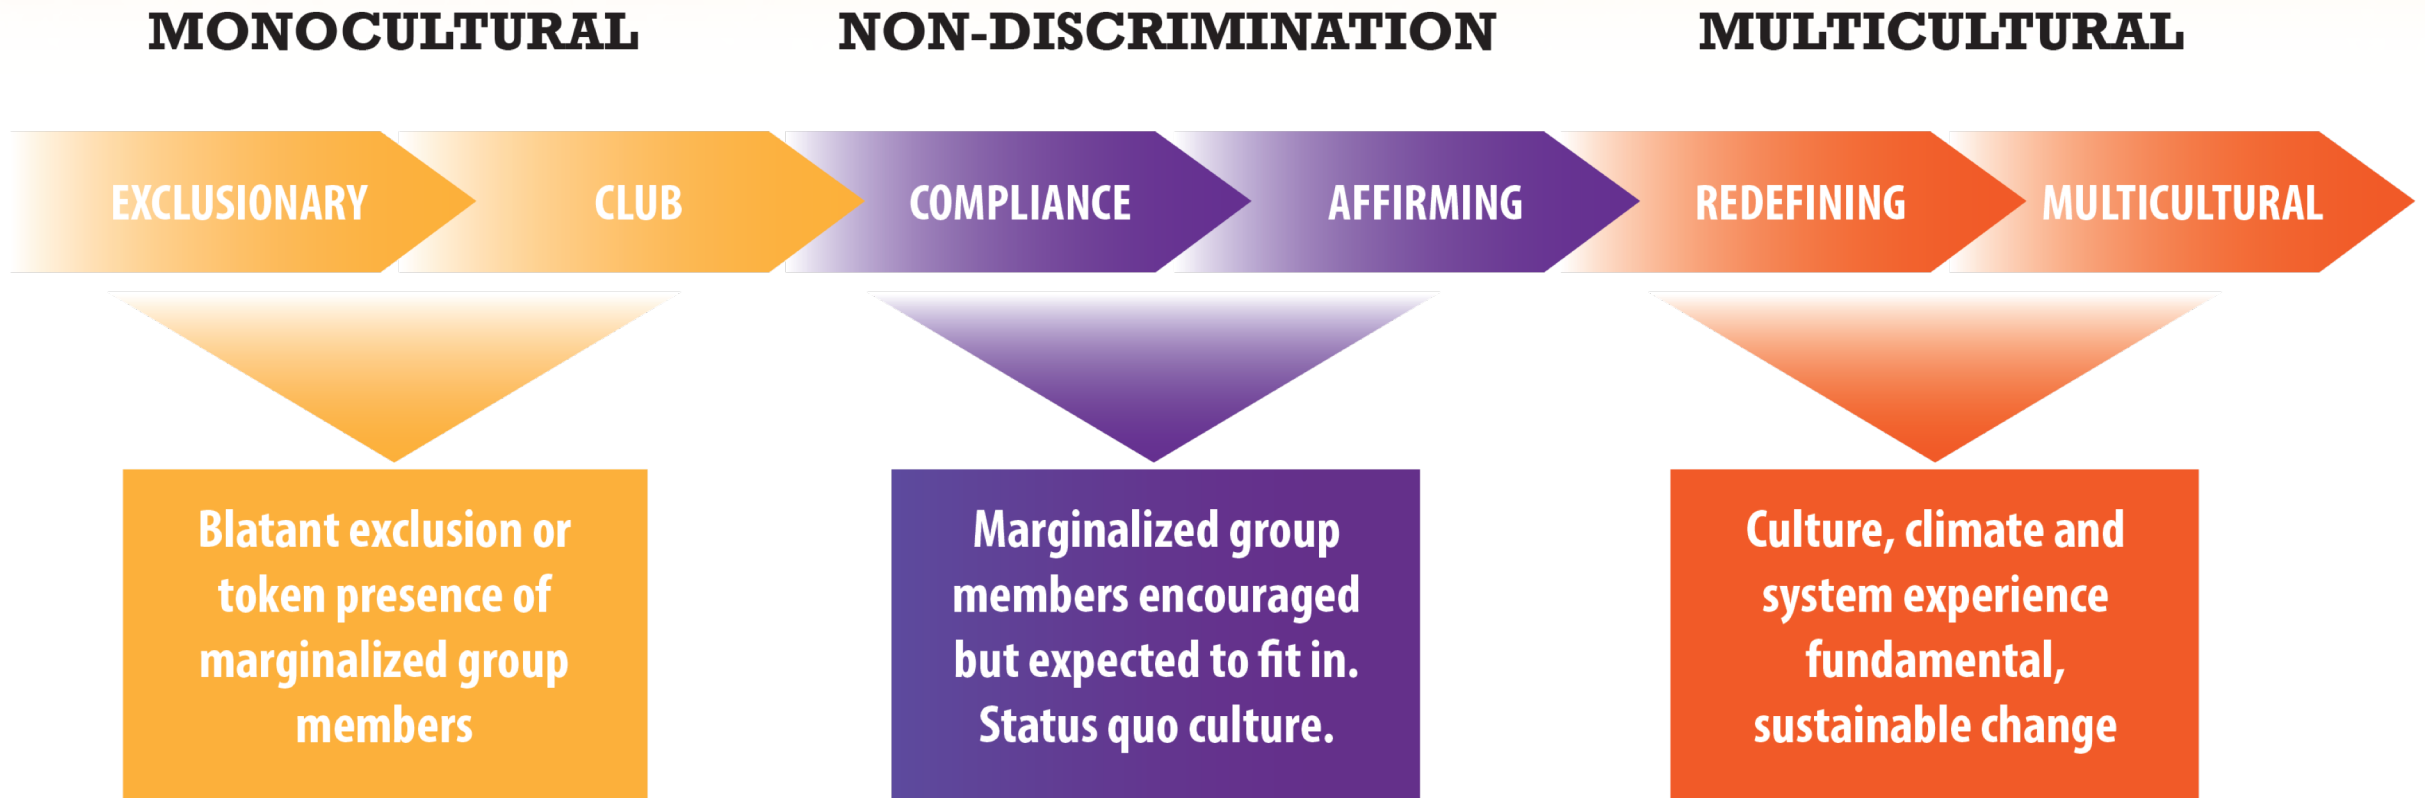 MONOCULTURAL
NON-DISCRIMINATION
MULTICULTURAL
EXCLUSIONARY
CLUB
COMPLIANCE
AFFIRMING
REDEFINING
MULTICULTURAL
Blatant exclusion or
token presence of
marginalized group
members
Marginalized group
members encouraged
but expected to fit in.
Status quo culture.
Culture, climate and
system experience
fundamental,
sustainable change